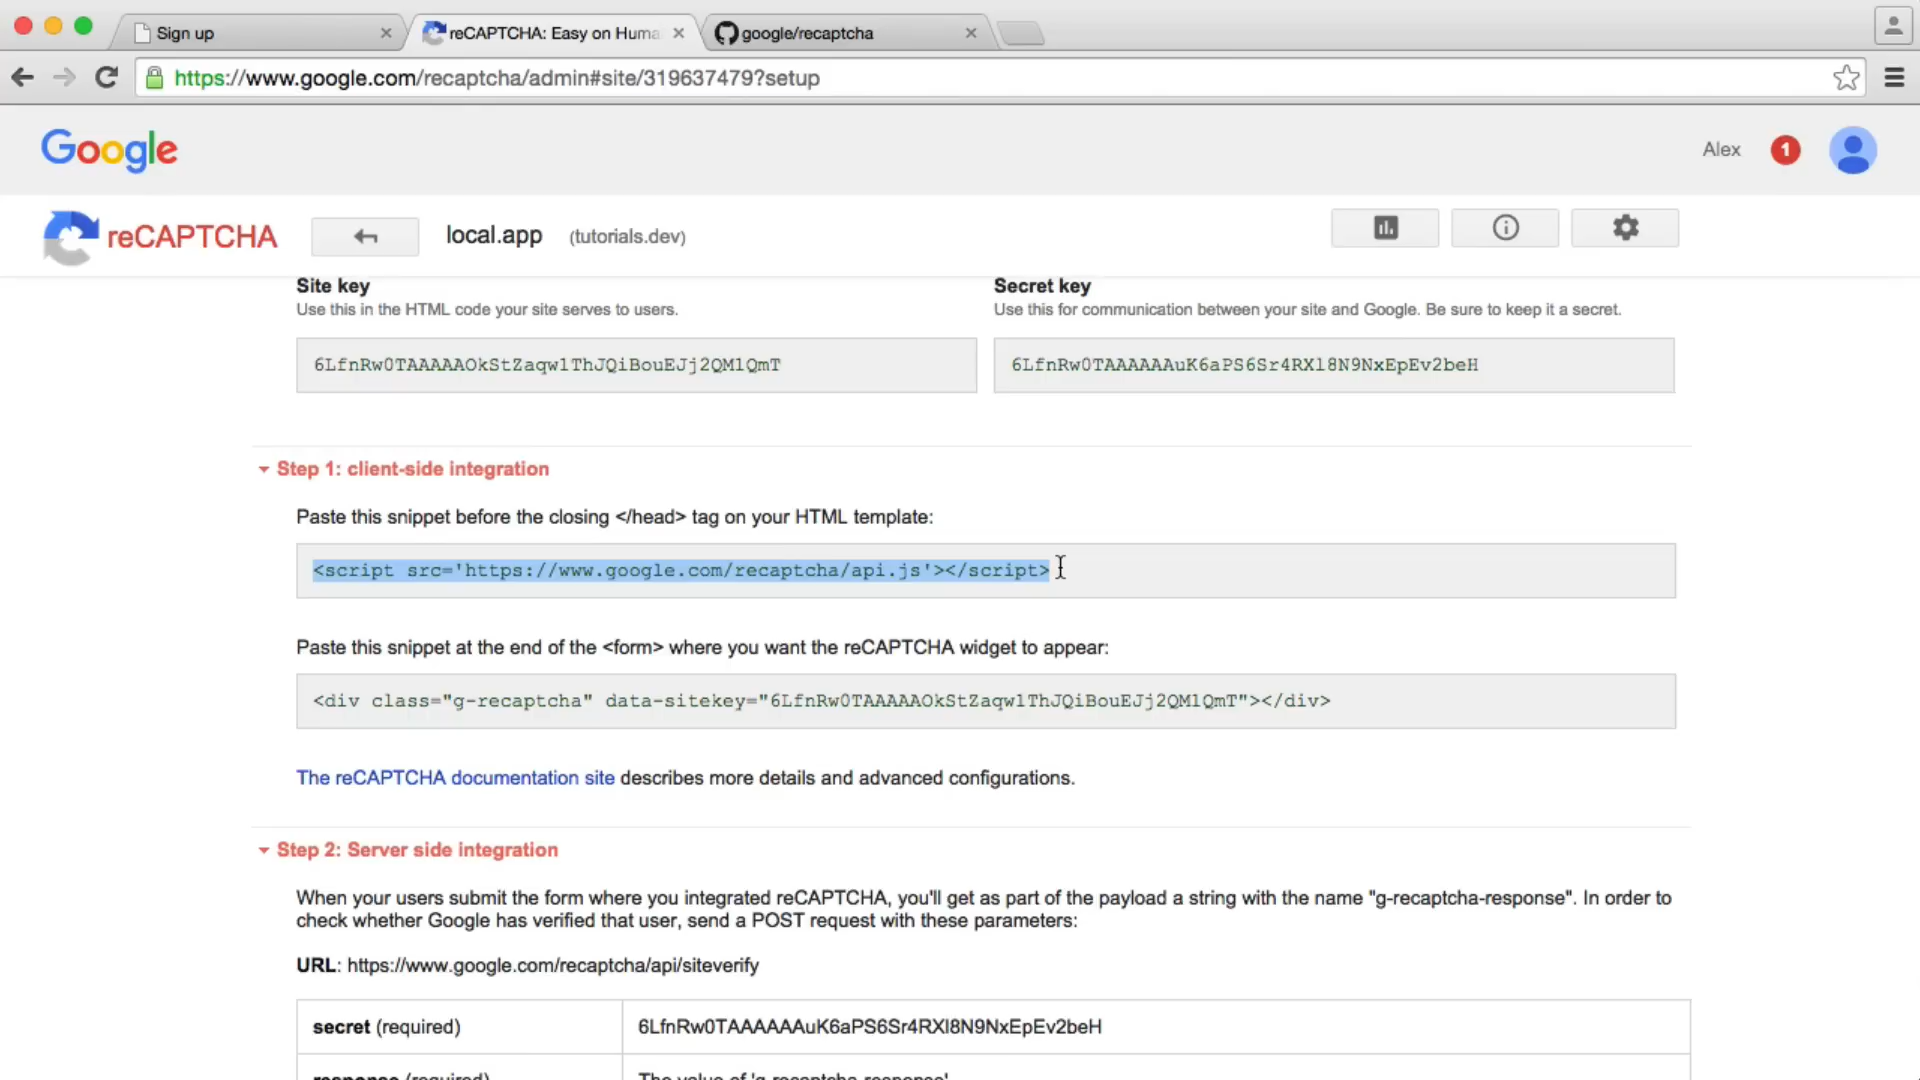 Sign up
reCAPTCHA: Easy on Huma
google/recaptcha
https://www.google.com/recaptcha/admin#site/319637479?setup
Google
Alex
1
reCAPTCHA
local.app
(tutorials.dev)
Site key
Use this in the HTML code your site serves to users.
6LfnRw0TAAAAAOkStZaqw1ThJQiBouEJj2QM1QmT
Secret key
Use this for communication between your site and Google. Be sure to keep it a secret.
6LfnRw0TAAAAAAuK6aPS6Sr4RXl8N9NxEpEv2beH
Step 1: client-side integration
Paste this snippet before the closing </head> tag on your HTML template:
<script src='https://www.google.com/recaptcha/api.js'></script>
Paste this snippet at the end of the <form> where you want the reCAPTCHA widget to appear:
<div class="g-recaptcha" data-sitekey="6LfnRw0TAAAAAOkStZaqw1ThJQiBouEJj2QM1QmT"></div>
The reCAPTCHA documentation site describes more details and advanced configurations.
Step 2: Server side integration
When your users submit the form where you integrated reCAPTCHA, you'll get as part of the payload a string with the name "g-recaptcha-response". In order to
check whether Google has verified that user, send a POST request with these parameters:
URL: https://www.google.com/recaptcha/api/siteverify
secret (required)
6LfnRw0TAAAAAAuK6aPS6Sr4RXl8N9NxEpEv2beH
response (required)
The value of 'g-recaptcha-response'